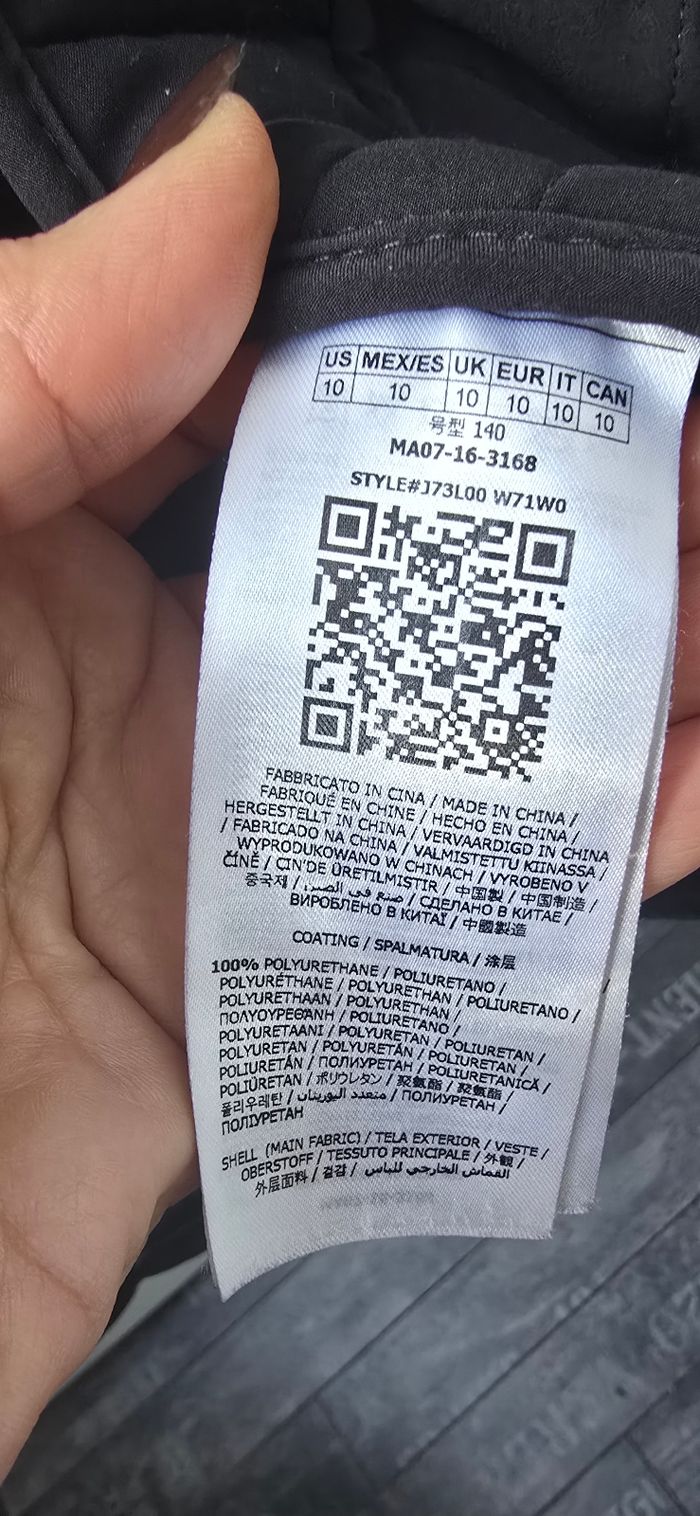 US MEX/ES UK EUR IT CAN
10 10 10 10 10 10
号型 140
MA07-16-3168
STYLE#J73L00 W71W0
FABBRICATO IN CINA / MADE IN CHINA /
FABRIQUÉ EN CHINE / HECHO EN CHINA /
HERGESTELLT IN CHINA / VERVAARDIGD IN CHINA
/ FABRICADO NA CHINA / VALMISTETTU KIINASSA /
WYPRODUKOWANO W CHINACH / VYROBENO V
ČÍNĚ / ÇIN'DE ÜRETILMISTIR / 中国製 / 中国制造 /
중국제 / صنع في الصين / СДЕЛАНО В КИТАЕ /
ВИРОБЛЕНО В КИТАЇ / 中國製造
COATING / SPALMATURA / 涂层
100% POLYURETHANE / POLIURETANO /
POLYURÉTHANE / POLYURETHAN / POLIURETANO /
POLYURETHAAN / POLYURETHAN /
ΠΟΛΥΟΥΡΕΘΑΝΗ / POLIURETANO /
POLYURETAANI / POLYURETAN / POLIURETAN /
POLYURETAN / POLYURETÁN / POLIURETAN /
POLIURETÁN / ПОЛИУРЕТАН / POLIURETANICĂ /
POLIÜRETAN / ポリウレタン / 聚氨酯 / 聚氨酯 /
폴리우레탄 / متعدد اليوريثان / ПОЛИУРЕТАН /
ПОЛІУРЕТАН
SHELL (MAIN FABRIC) / TELA EXTERIOR / VESTE /
OBERSTOFF / TESSUTO PRINCIPALE / 外観 /
外层面料 / 겉감 / القماش الخارجي للباس /